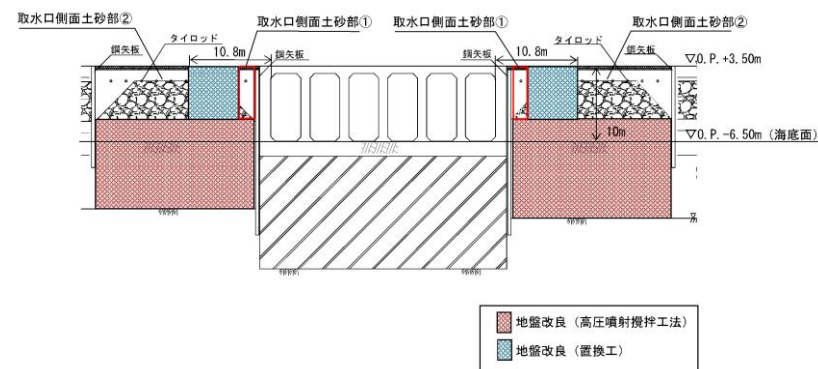 取水口側面土砂部②
取水口側面土砂部①
取水口側面土砂部①
取水口側面土砂部②
タイロッド
タイロッド
鋼矢板
10.8m
鋼矢板
鋼矢板
10.8m
鋼矢板
▽O.P.+3.50m
10m
▽O.P.-6.50m（海底面）
地盤改良（高圧噴射攪拌工法）
地盤改良（置換工）